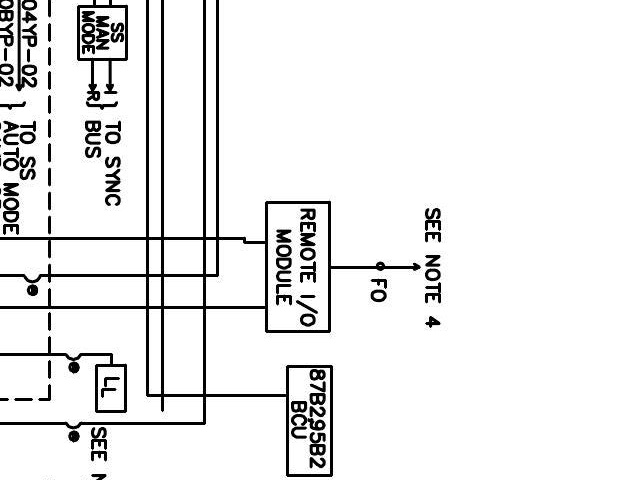 SEE NOTE 4
FO
REMOTE I/O
MODULE
87B295B2
BCU
SS
MAN
MODE
I
R
TO SYNC
BUS
LL
SEE
04YP-02
08YP-02
TO SS
AUTO MODE